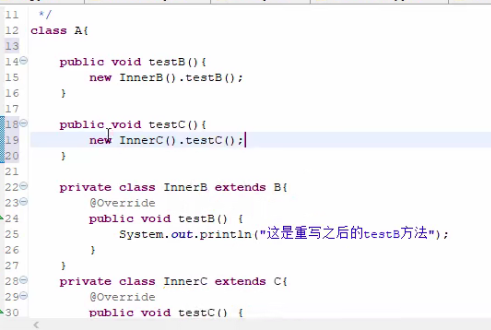 11 */
12 class A{
13
14 public void testB(){
15 new InnerB().testB();
16 }
17
18 public void testC(){
19 new InnerC().testC();
20 }
21
22 private class InnerB extends B{
23 @Override
24 public void testB() {
25 System.out.println("这是重写之后的testB方法");
26 }
27 }
28 private class InnerC extends C{
29 @Override
30 public void testC() {